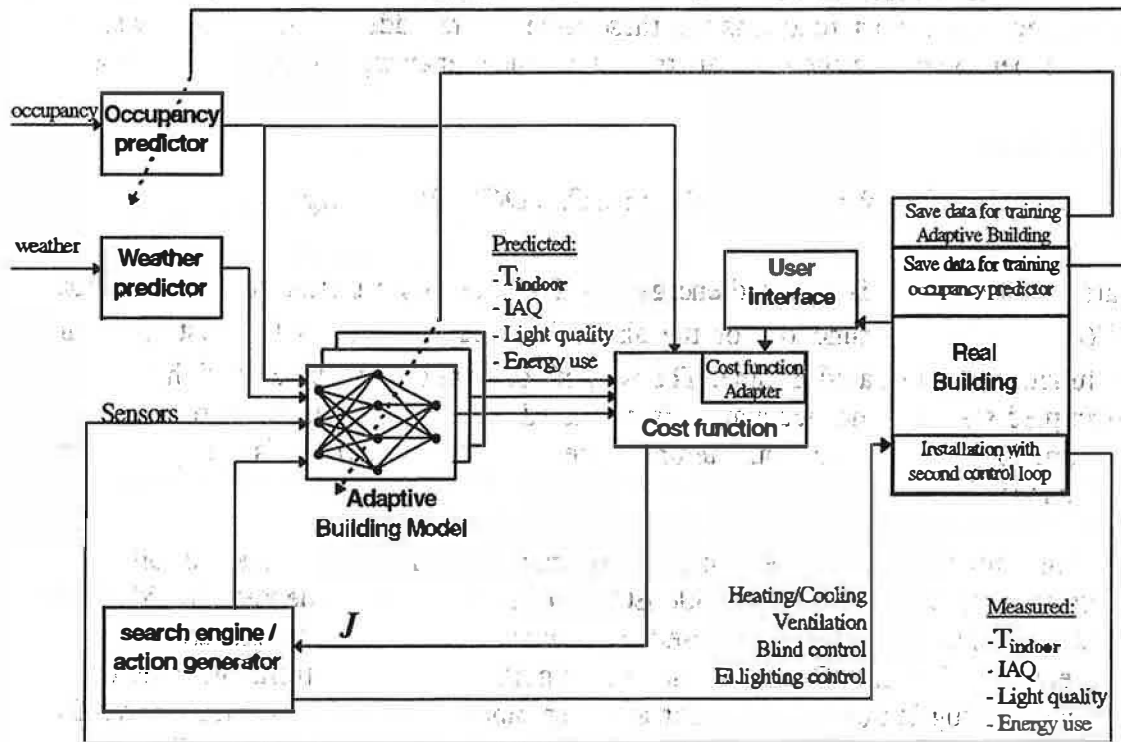 occupancy
Occupancy
predictor
weather
Weather
predictor
Predicted:
- Tindoor
- IAQ
- Light quality
- Energy use
User
interface
Save data for training
Adaptive Building
Save data for training
occupancy predictor
Real
Building
Installation with
second control loop
Cost function
Adapter
Cost function
Sensors
Adaptive
Building Model
search engine /
action generator
J
Heating/Cooling
Ventilation
Blind control
El.lighting control
Measured:
- Tindoor
- IAQ
- Light quality
- Energy use